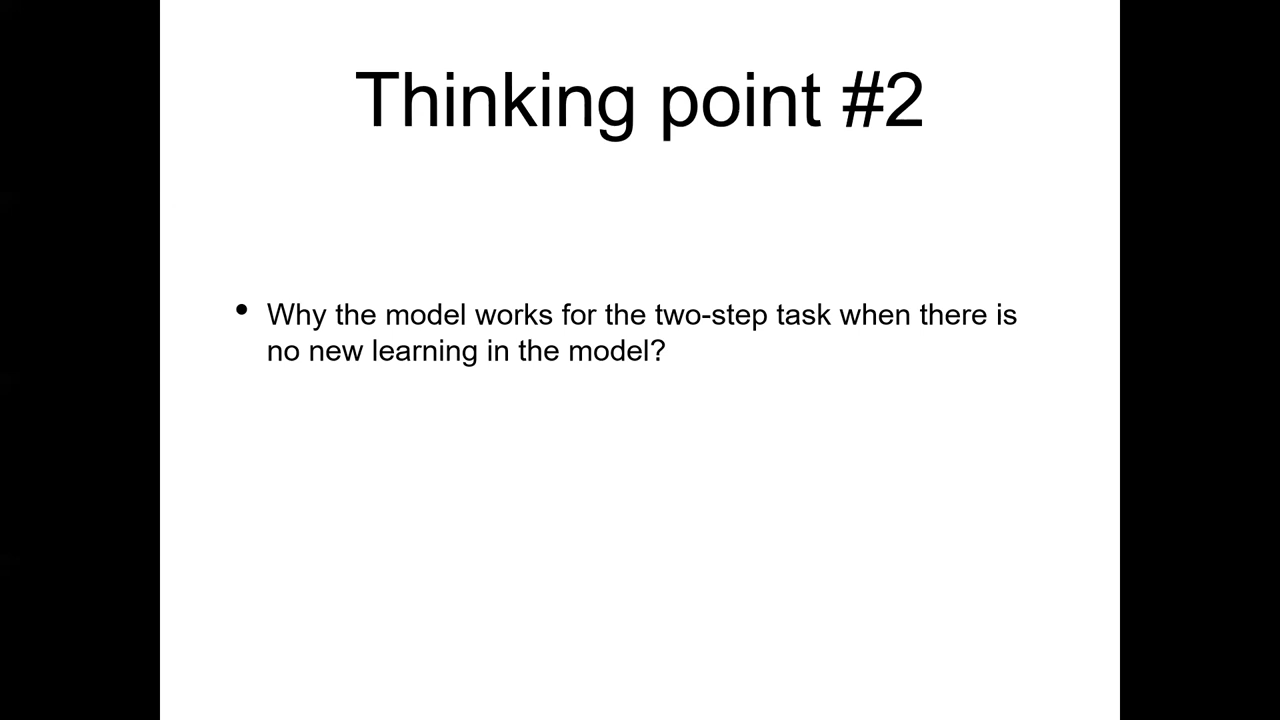 Thinking point #2
• Why the model works for the two-step task when there is
no new learning in the model?